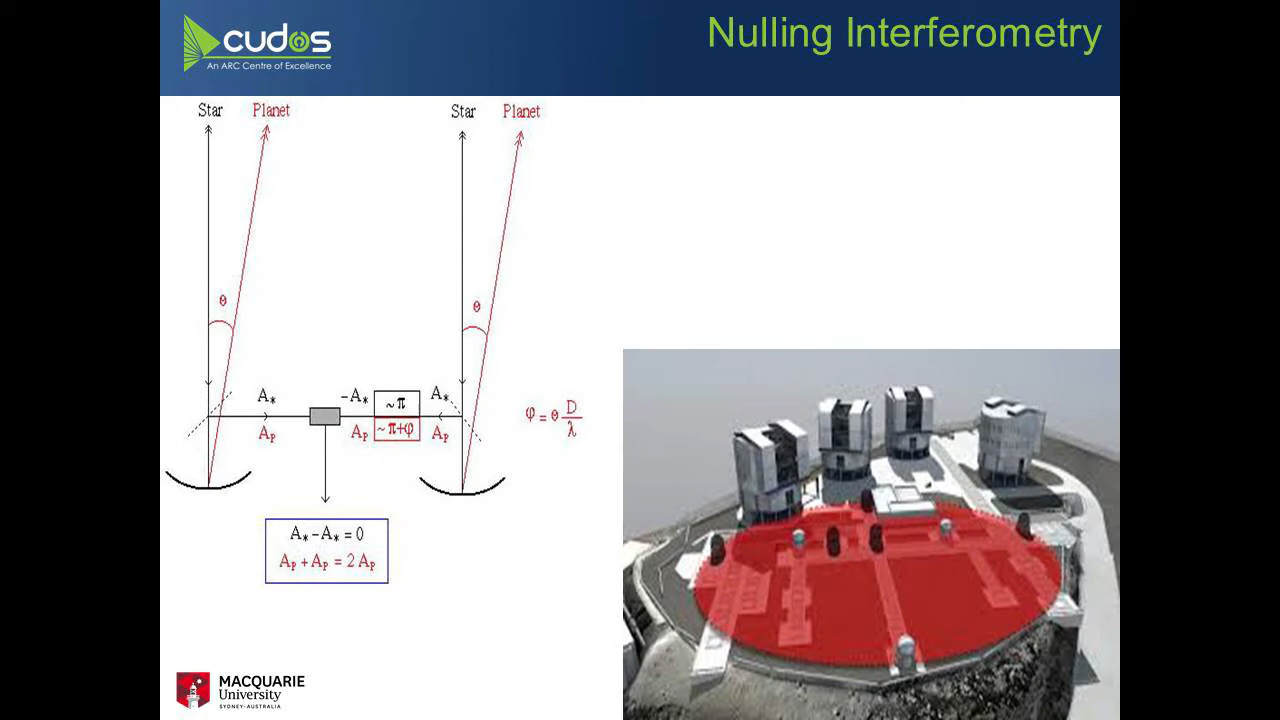 cudos
An ARC Centre of Excellence
Nulling Interferometry
Star Planet
Star Planet
θ
θ
A* -A* ~π A*
Aₚ Aₚ ~π+φ Aₚ
φ = θ D/λ
A* - A* = 0
Aₚ + Aₚ = 2 Aₚ
MACQUARIE
University
SYDNEY-AUSTRALIA